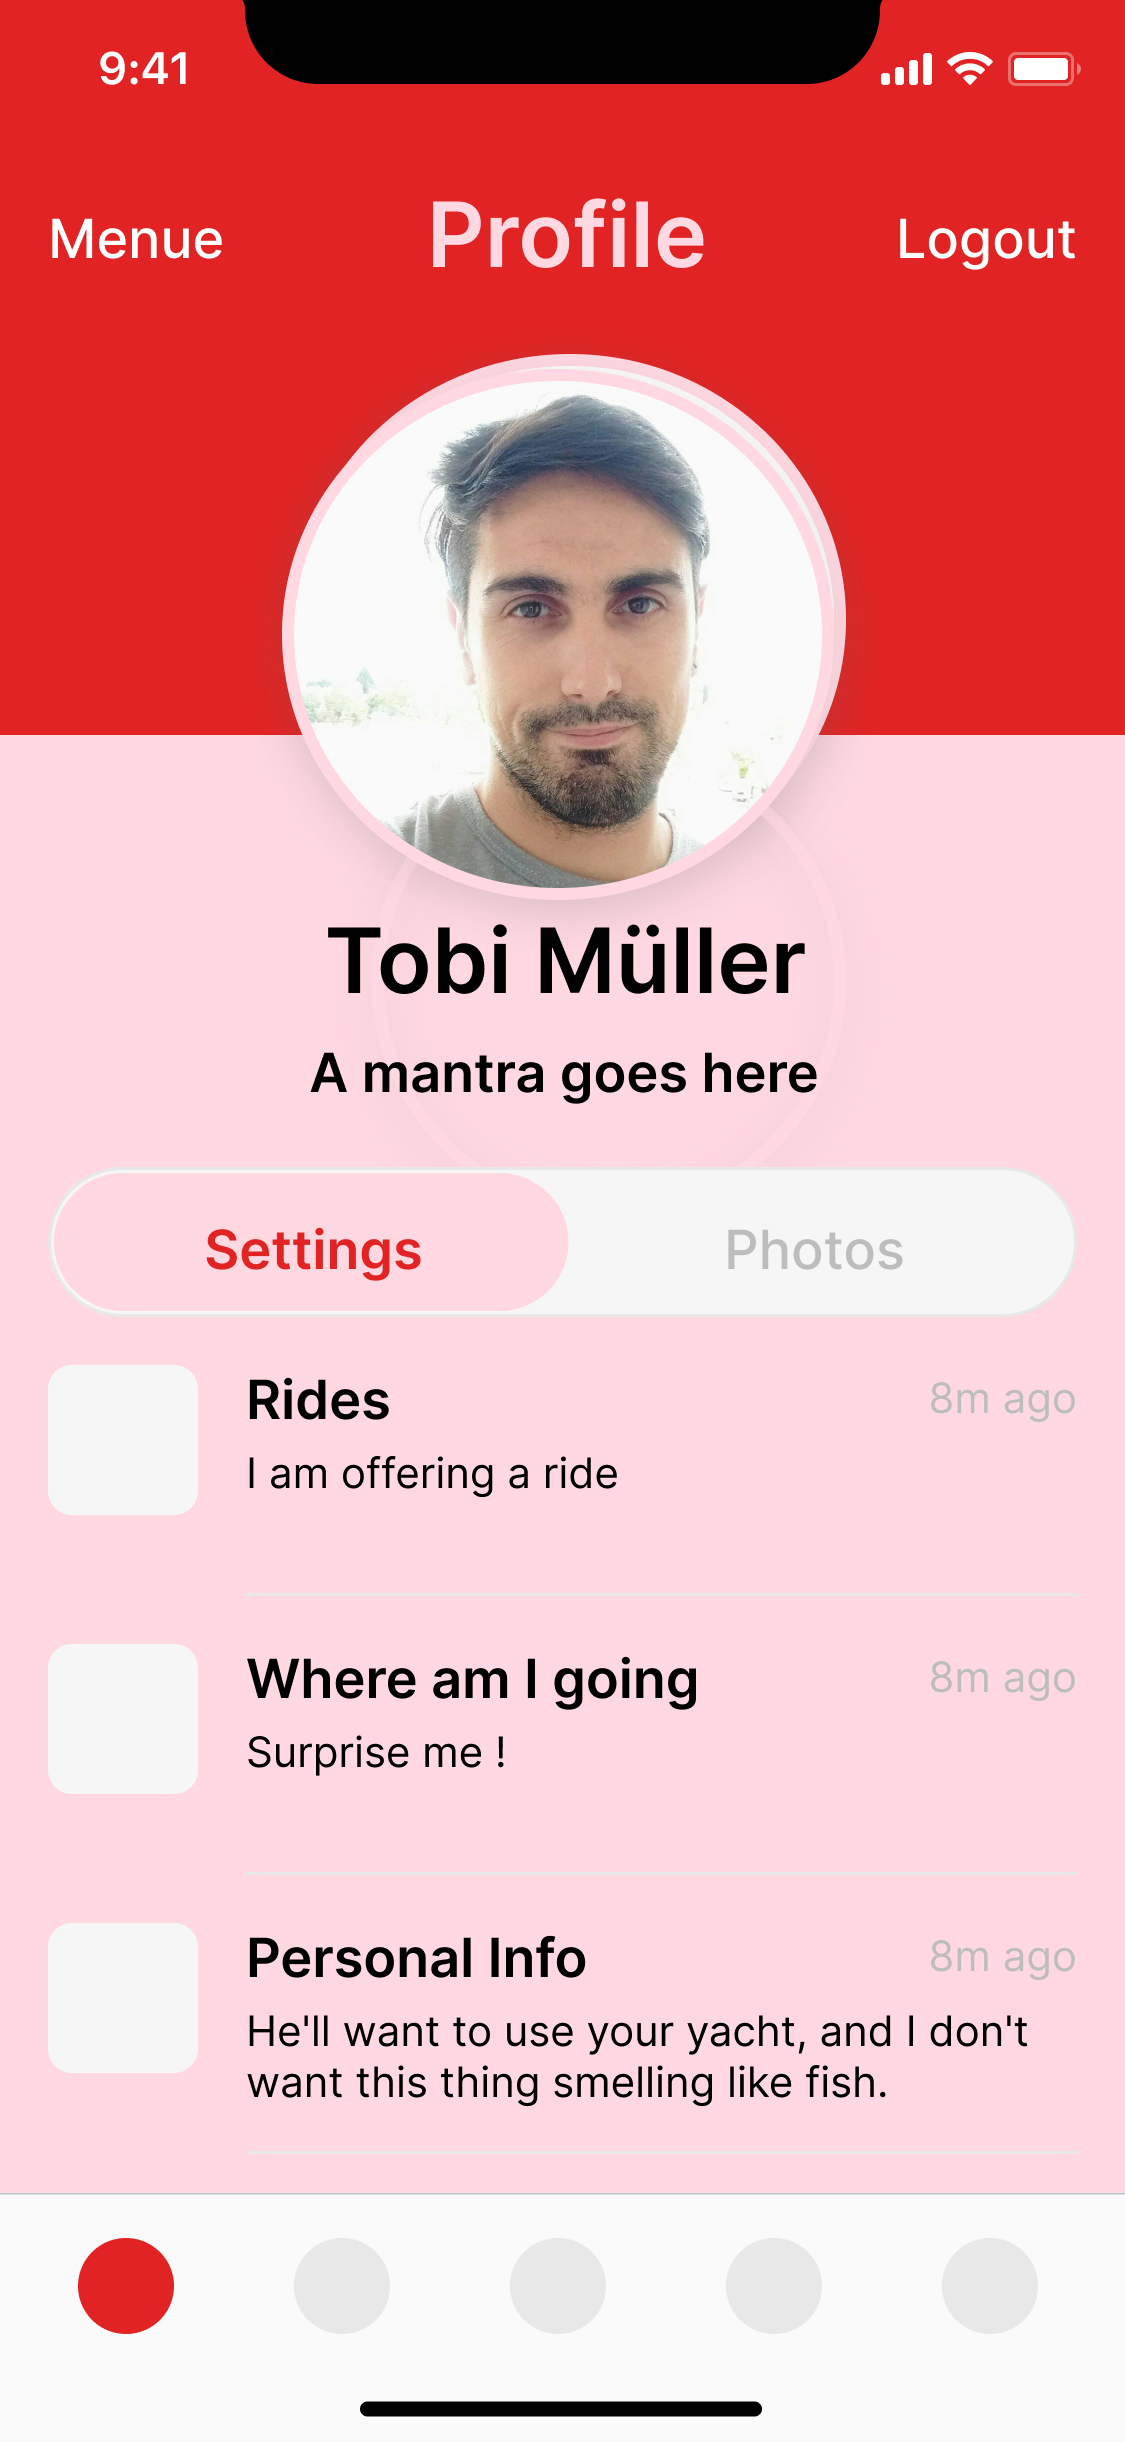 9:41
Menue
Profile
Logout
Tobi Müller
A mantra goes here
Settings
Photos
Rides
8m ago
I am offering a ride
Where am I going
8m ago
Surprise me !
Personal Info
8m ago
He'll want to use your yacht, and I don't
want this thing smelling like fish.